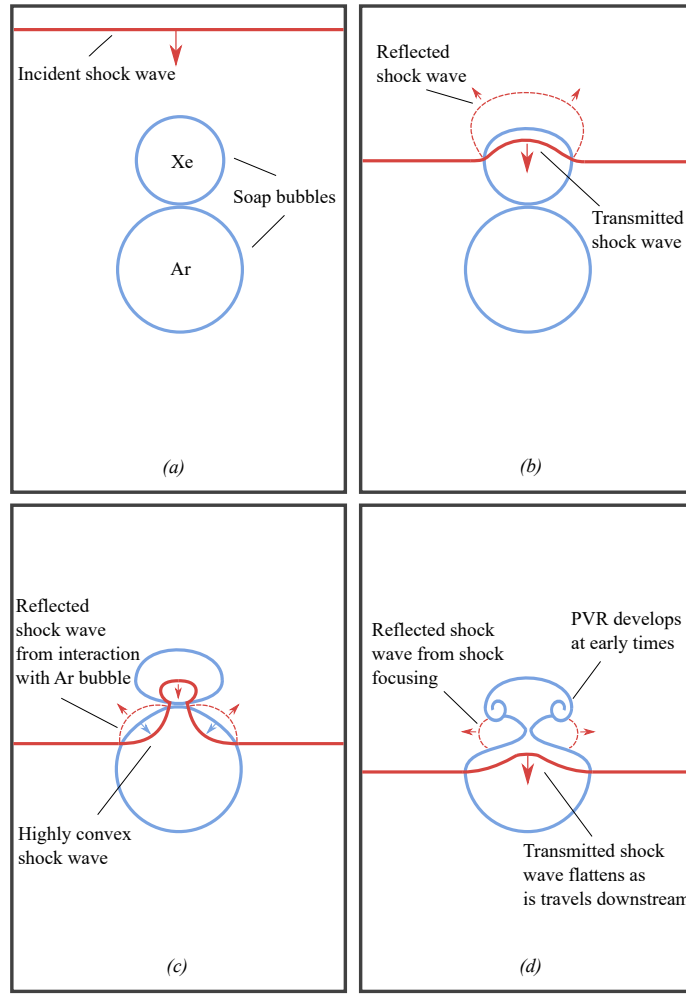 Incident shock wave
Xe
Soap bubbles
Ar
(a)
Reflected
shock wave
Transmitted
shock wave
(b)
Reflected
shock wave
from interaction
with Ar bubble
Highly convex
shock wave
(c)
PVR develops
at early times
Reflected shock
wave from shock
focusing
Transmitted shock
wave flattens as
is travels downstream
(d)